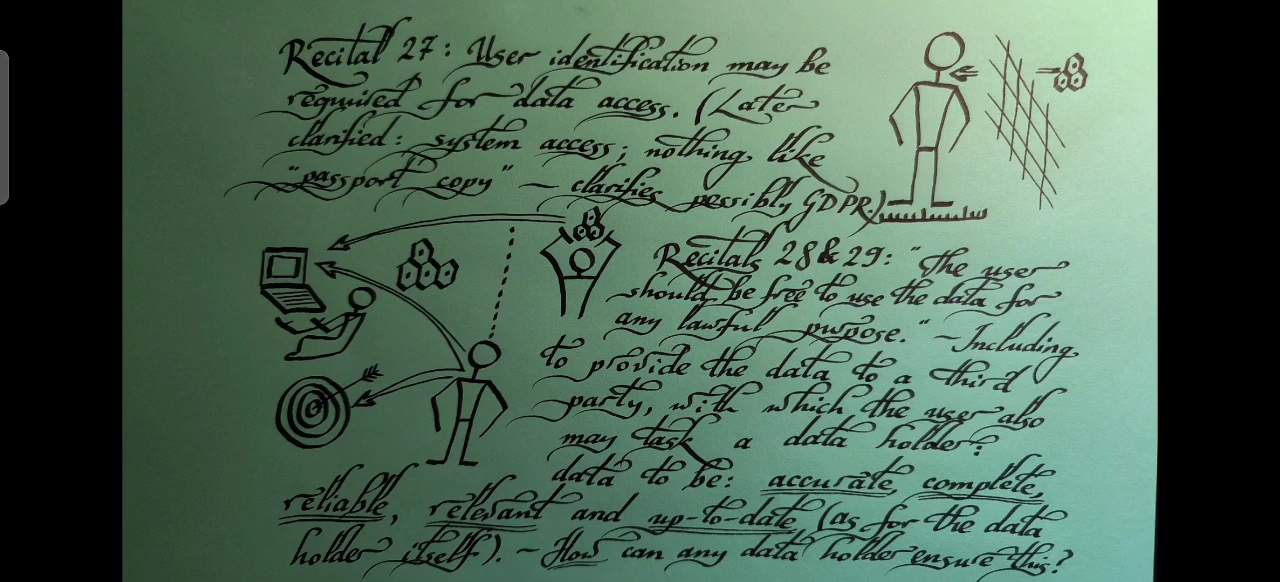 Recital 27: User identification may be
required for data access. (Later
clarified: system access; nothing like
"passport copy" – clarifies possibly GDPR.)
Recitals 28 & 29: "The user
should be free to use the data for
any lawful purpose." – Including
to provide the data to a third
party, with which the user also
may task a data holder;
data to be: accurate, complete,
reliable, relevant and up-to-date (as for the data
holder itself). – How can any data holder ensure this?